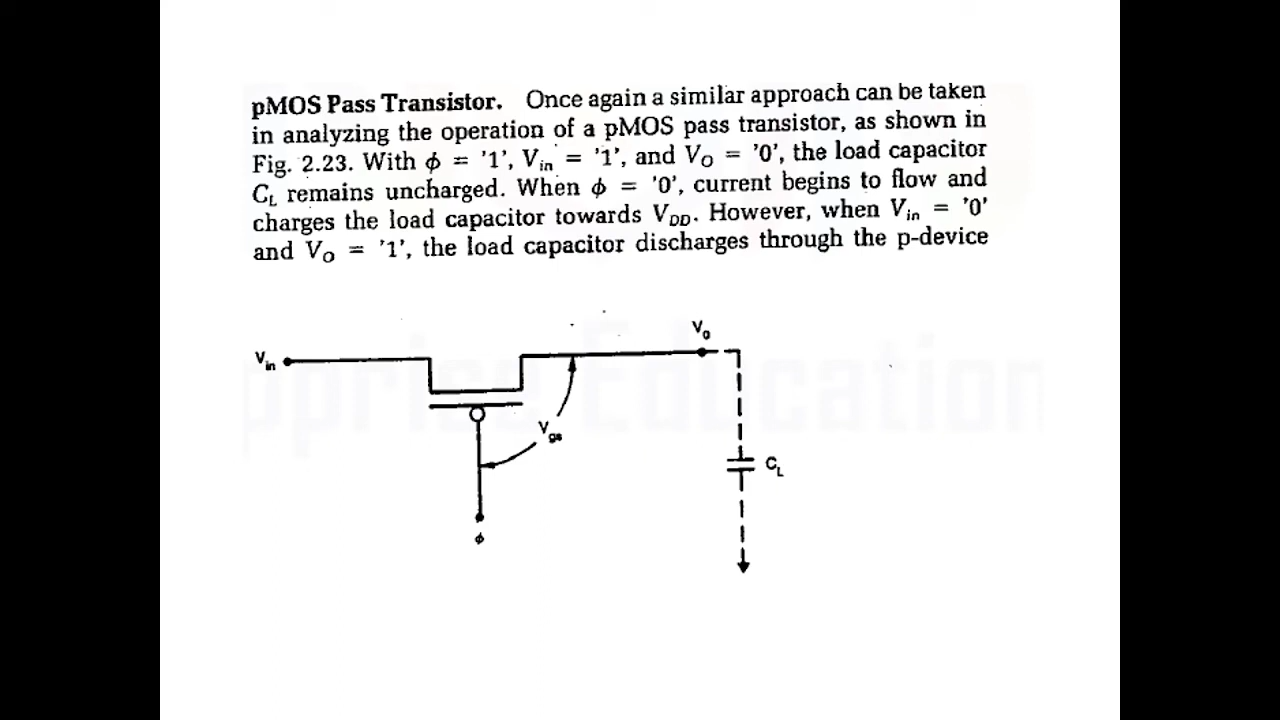 pMOS Pass Transistor. Once again a similar approach can be taken
in analyzing the operation of a pMOS pass transistor, as shown in
Fig. 2.23. With ϕ = '1', Vin = '1', and VO = '0', the load capacitor
CL remains uncharged. When ϕ = '0', current begins to flow and
charges the load capacitor towards VDD. However, when Vin = '0'
and VO = '1', the load capacitor discharges through the p-device
Vo
Vin
Vgs
CL
ϕ
pprise Education